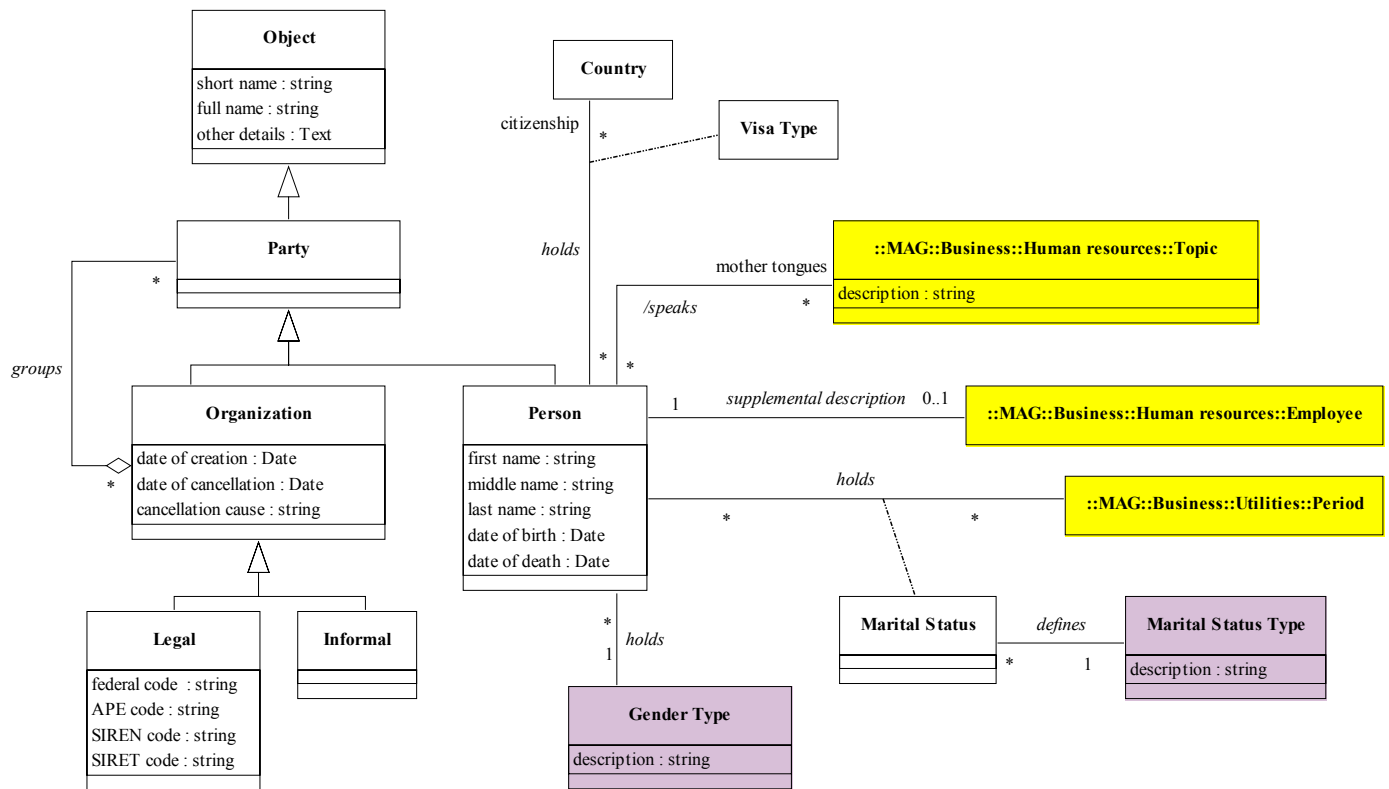 Object
short name : string
full name : string
other details : Text
Country
citizenship
*
Visa Type
holds
Party
*
groups
*
::MAG::Business::Human resources::Topic
description : string
mother tongues
*
/speaks
*
*
Organization
date of creation : Date
date of cancellation : Date
cancellation cause : string
Person
first name : string
middle name : string
last name : string
date of birth : Date
date of death : Date
1
supplemental description
0..1
::MAG::Business::Human resources::Employee
holds
*
*
::MAG::Business::Utilities::Period
Legal
federal code : string
APE code : string
SIREN code : string
SIRET code : string
Informal
*
holds
1
Gender Type
description : string
Marital Status
defines
*
1
Marital Status Type
description : string